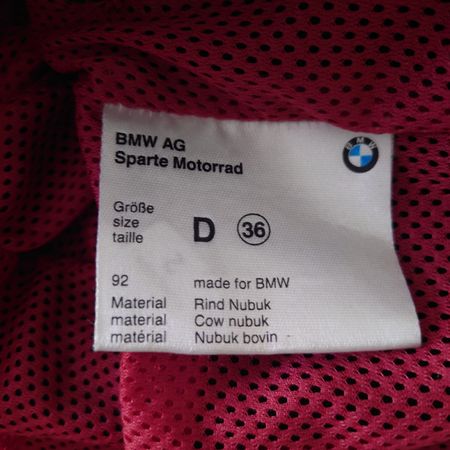 BMW AG
Sparte Motorrad
BMW
Größe
size
taille
D 36
92 made for BMW
Material Rind Nubuk
material Cow nubuk
matérial Nubuk bovin